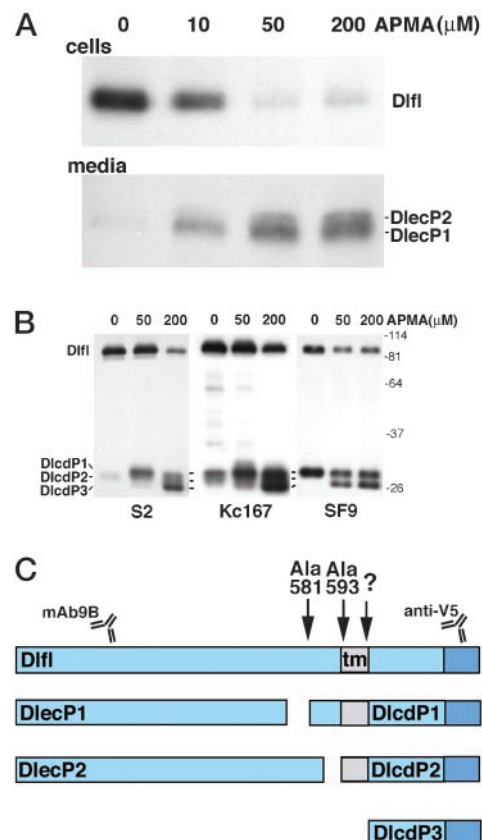 A 0 10 50 200 APMA(µM)
cells
Dlfl
media
-DlecP2
-DlecP1
B 0 50 200 0 50 200 0 50 200 APMA(µM)
Dlfl -114
-81
-64
-37
DlcdP1
DlcdP2
DlcdP3 -26
S2 Kc167 SF9
C Ala Ala
581 593 ?
mAb9B anti-V5
Dlfl tm
DlecP1 DlcdP1
DlecP2 DlcdP2
DlcdP3